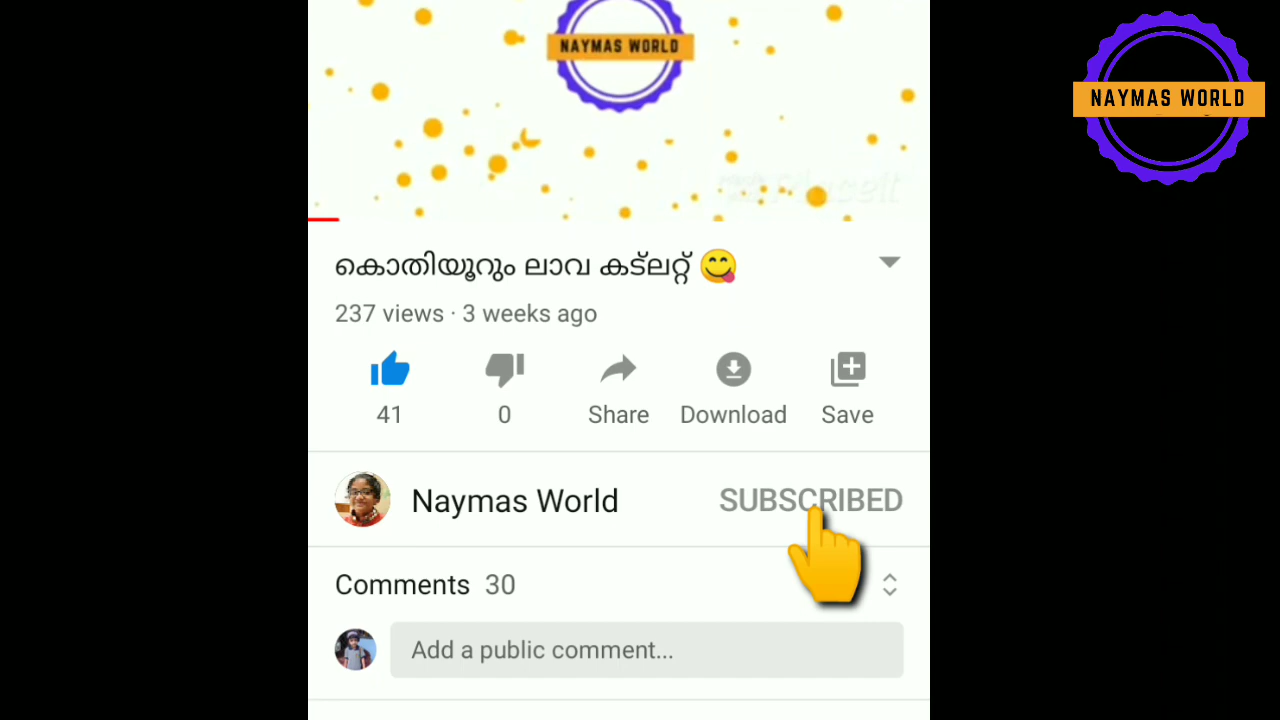 NAYMAS WORLD
NAYMAS WORLD
Placeit
കൊതിയൂറും ലാവ കട്ലറ്റ് 😋
237 views · 3 weeks ago
41
0
Share
Download
Save
Naymas World
SUBSCRIBED
Comments 30
Add a public comment...